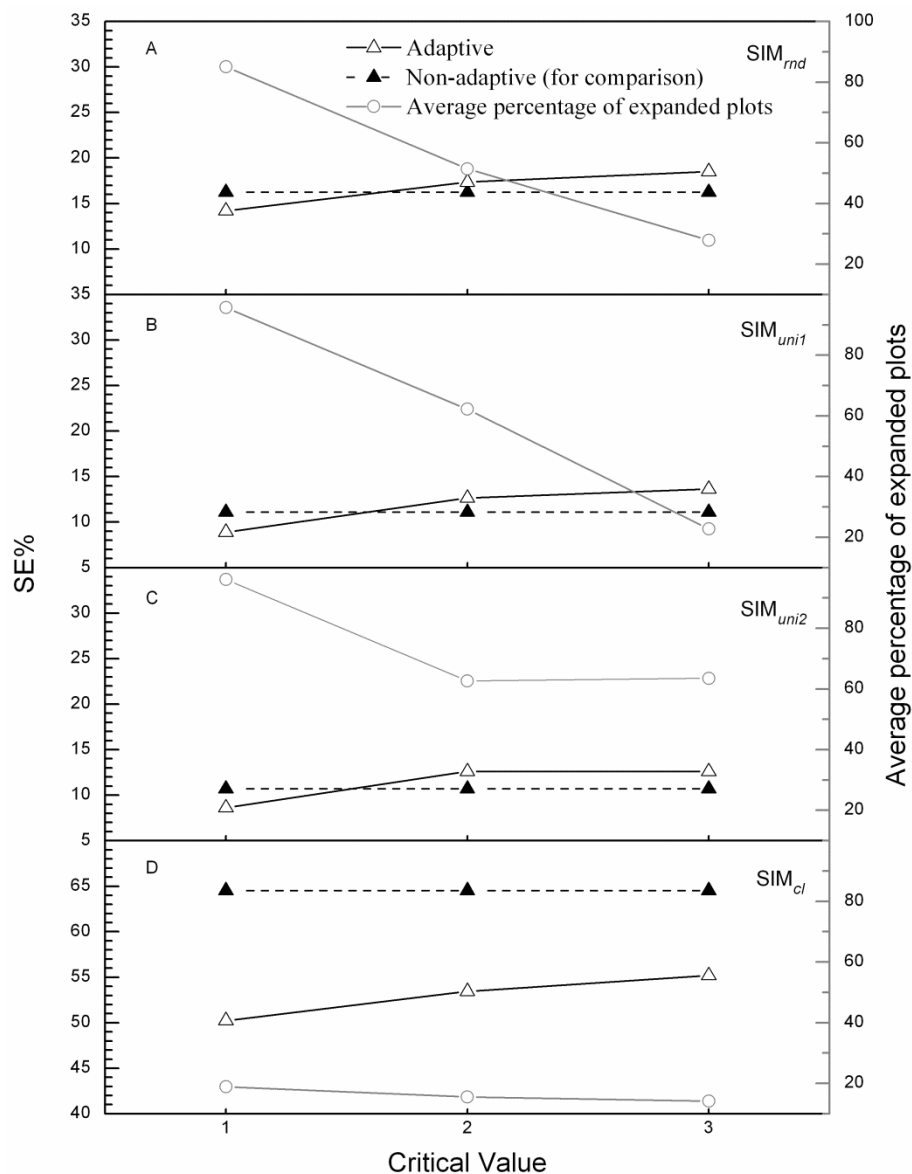 35
30
25
20
15
10
35
100
80
60
40
20
A
Adaptive
Non-adaptive (for comparison)
Average percentage of expanded plots
SIMrnd
30
25
20
15
10
5
80
60
40
20
B
SIMuni1
30
25
20
15
10
5
80
60
40
20
C
SIMuni2
65
60
55
50
45
40
80
60
40
20
D
SIMcl
1 2 3
Critical Value
SE%
Average percentage of expanded plots